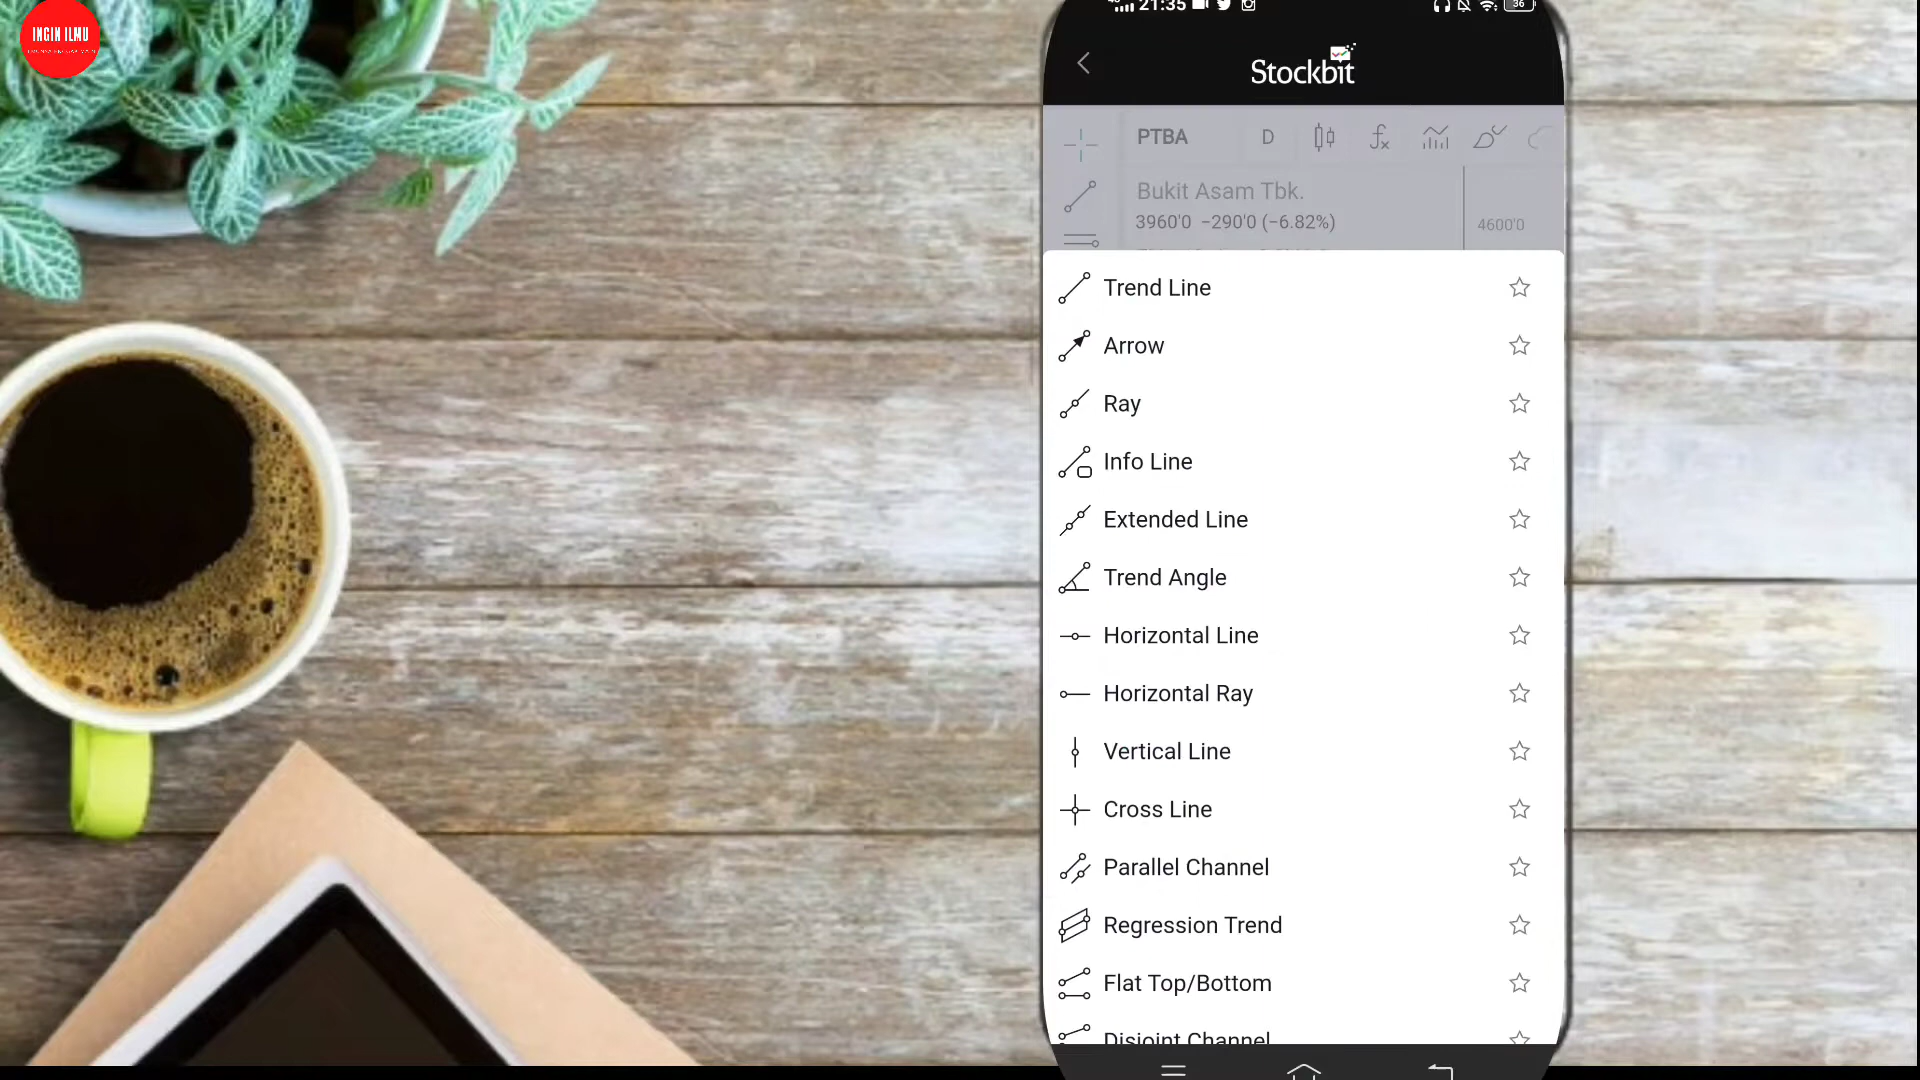 INGIN ILMU
21:35
36
Stockbit
PTBA
D
Bukit Asam Tbk.
3960'0 −290'0 (−6.82%)
4600'0
Trend Line
Arrow
Ray
Info Line
Extended Line
Trend Angle
Horizontal Line
Horizontal Ray
Vertical Line
Cross Line
Parallel Channel
Regression Trend
Flat Top/Bottom
Disjoint Channel